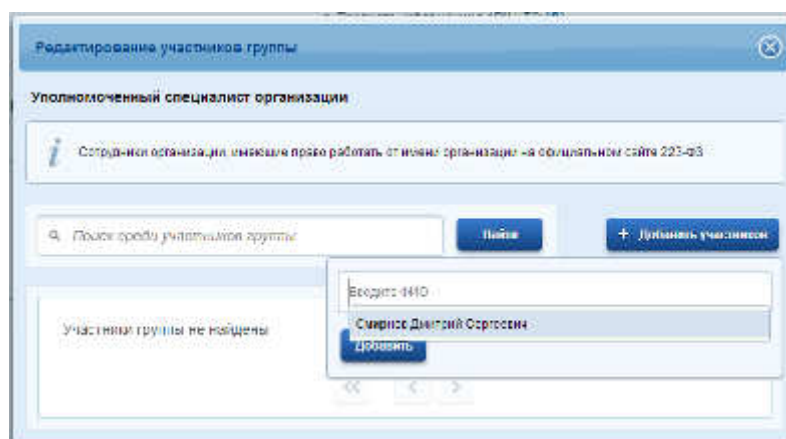 Редактирование участников группы
Уполномоченный специалист организации
Сотрудники организации, имеющие право работать от имени организации на официальном сайте 223-ФЗ
Поиск среди участников группы
Найти
+ Добавить участников
Введите ФИО
Смирнов Дмитрий Сергеевич
Участники группы не найдены
Добавить